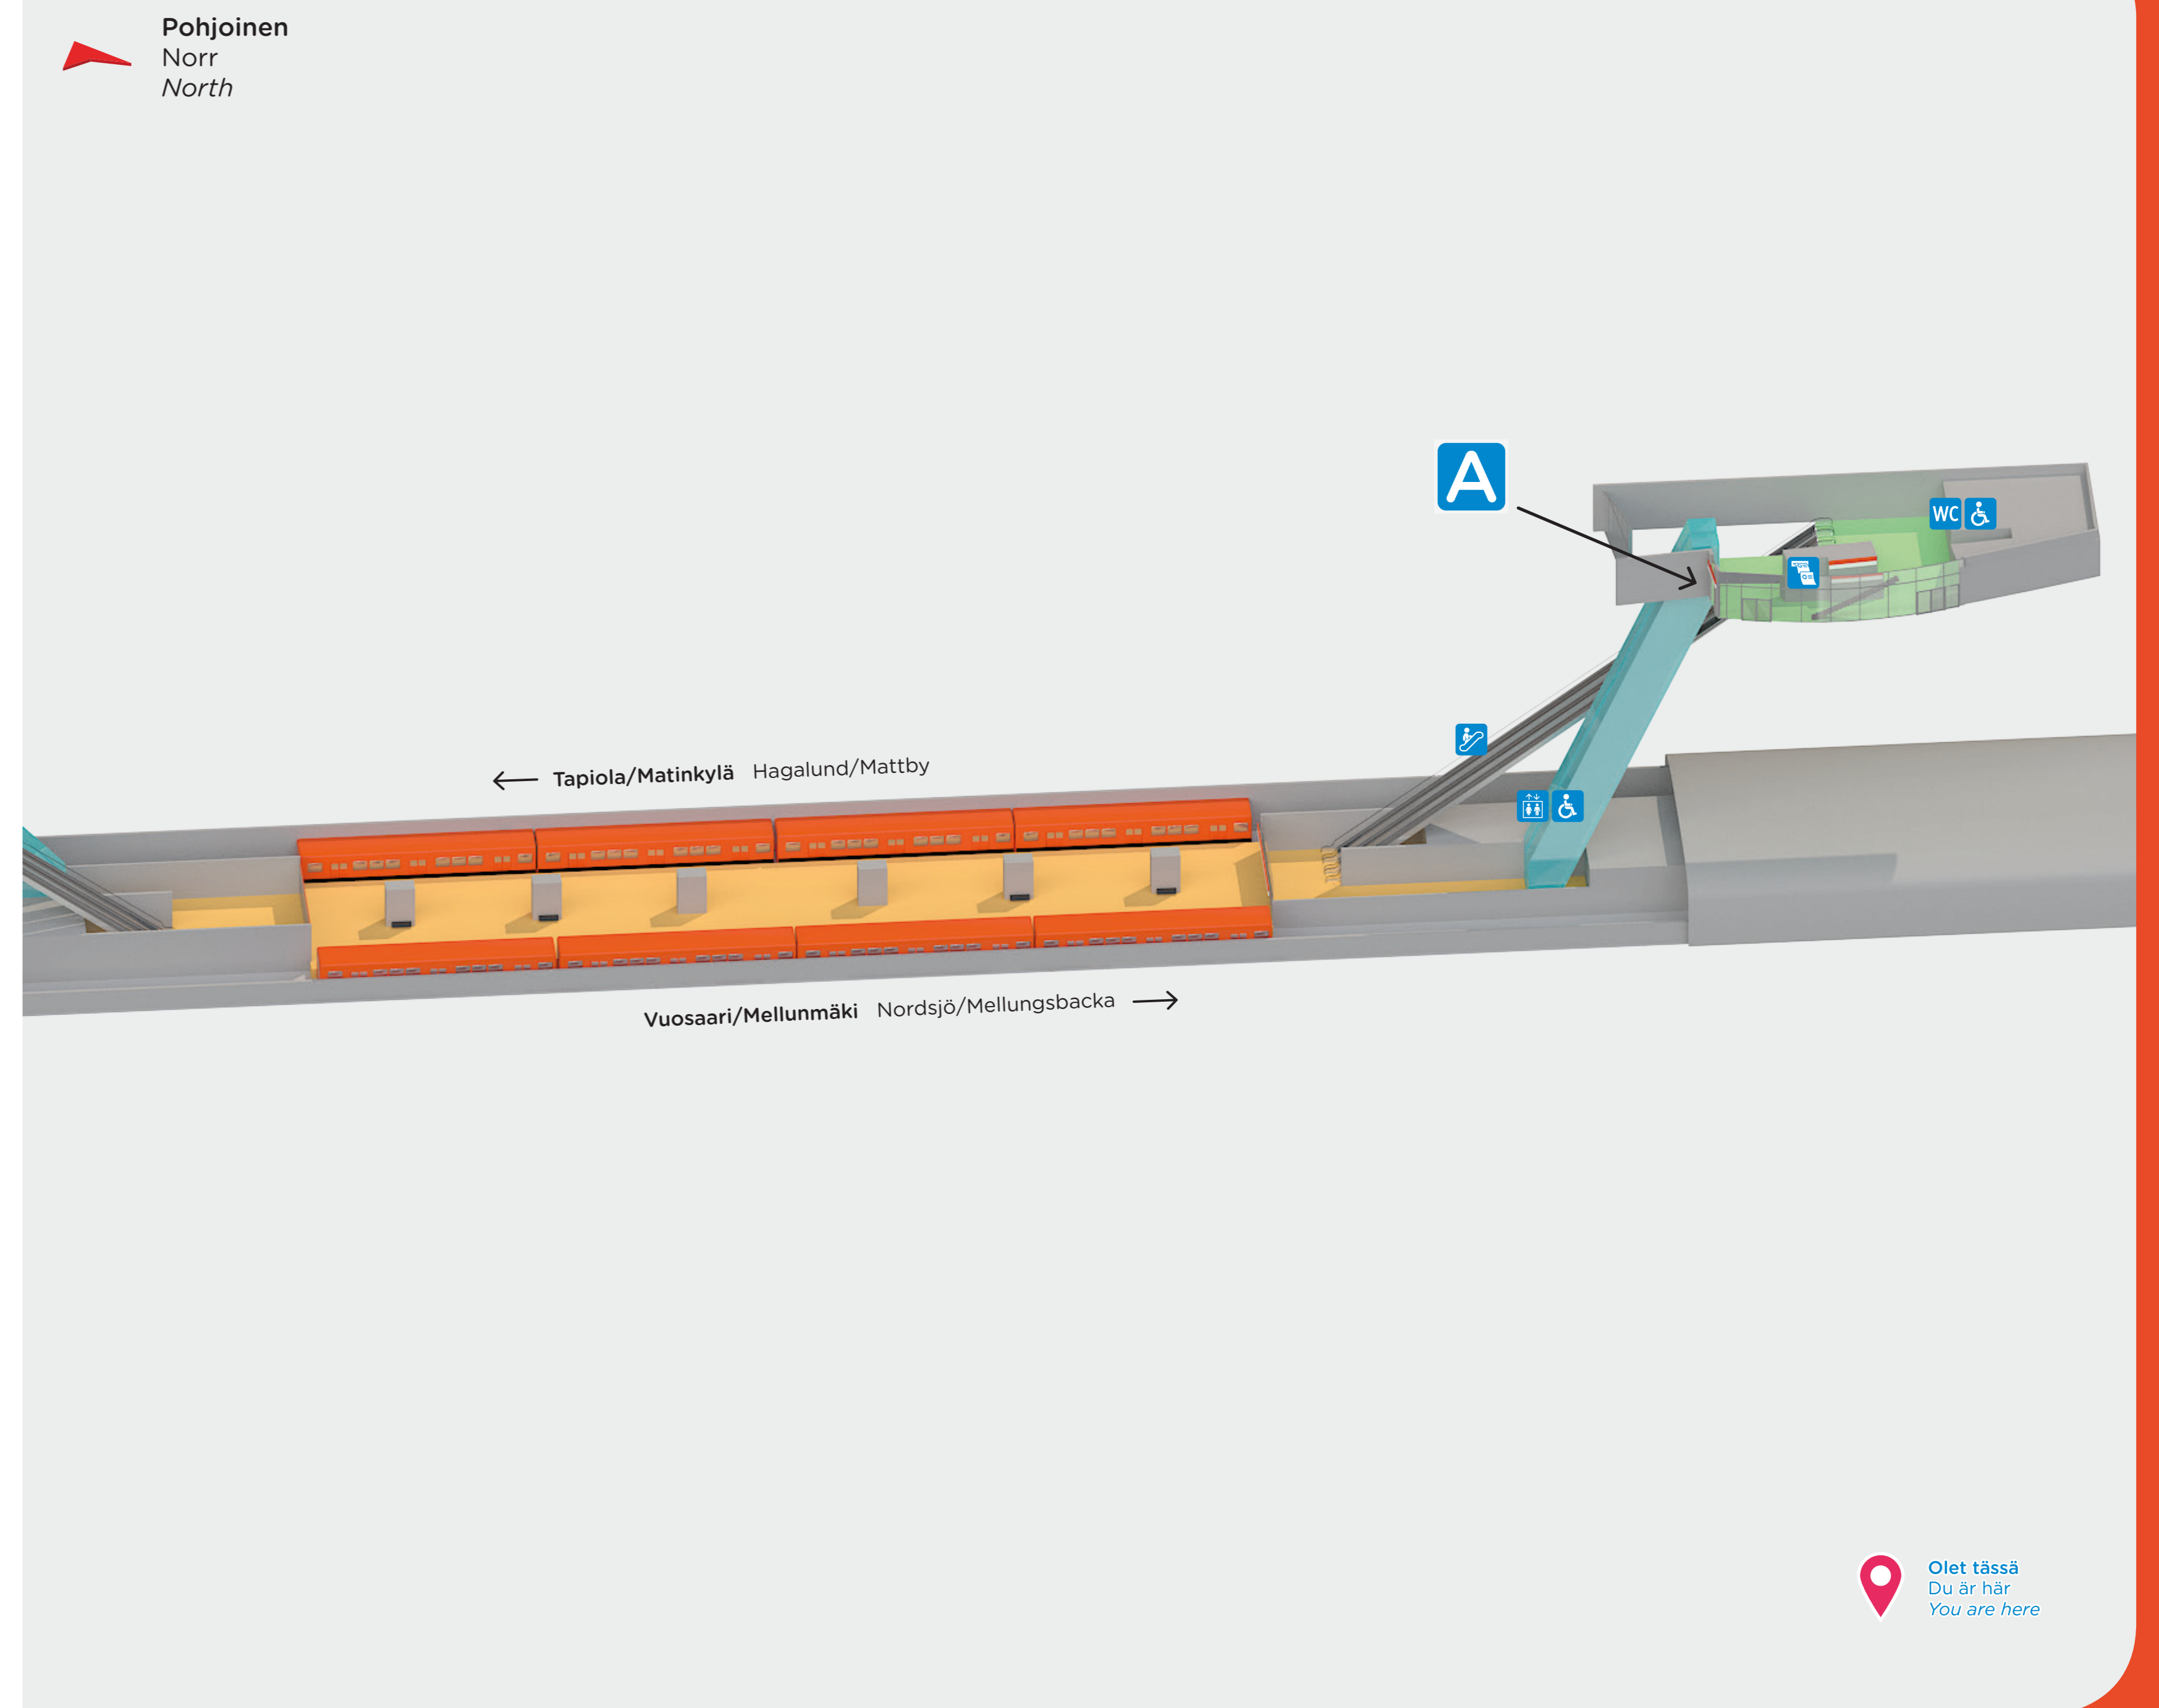 Pohjoinen
Norr
North
A
WC
Tapiola/Matinkylä Hagalund/Mattby
Vuosaari/Mellunmäki Nordsjö/Mellungsbacka
Olet tässä
Du är här
You are here